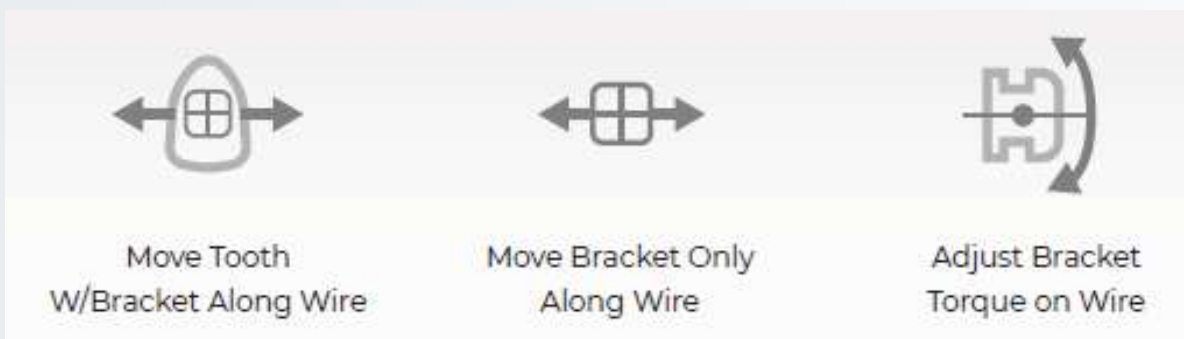 Move Tooth
W/Bracket Along Wire
Move Bracket Only
Along Wire
Adjust Bracket
Torque on Wire